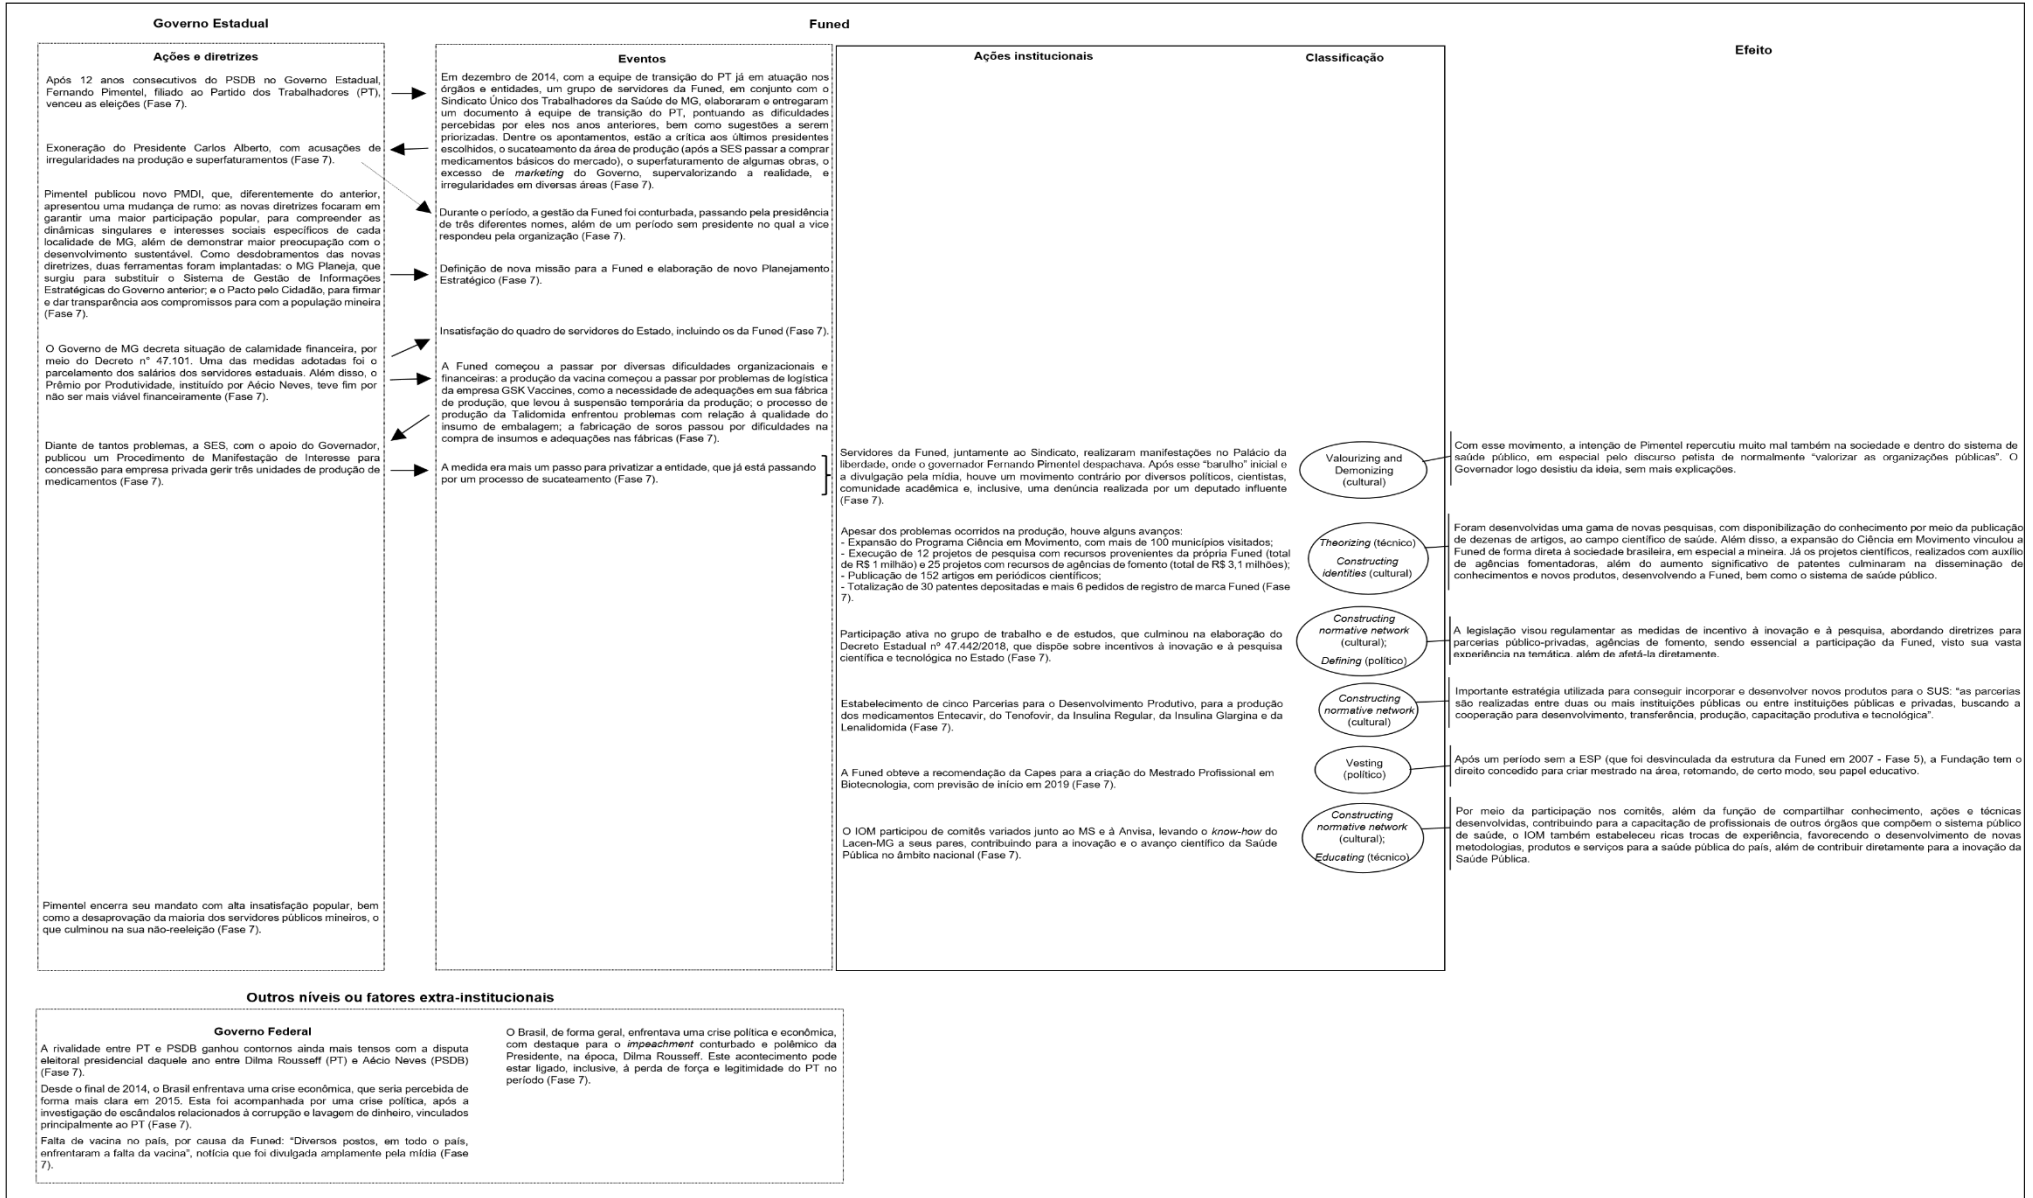 Governo Estadual
Funed
Ações e diretrizes
Após 12 anos consecutivos do PSDB no Governo Estadual,
Fernando Pimentel, filiado ao Partido dos Trabalhadores (PT),
venceu as eleições (Fase 7).
Exoneração do Presidente Carlos Alberto, com acusações de
irregularidades na produção e superfaturamentos (Fase 7).
Pimentel publicou novo PMDI, que, diferentemente do anterior,
apresentou uma mudança de rumo: as novas diretrizes focaram em
garantir uma maior participação popular, para compreender as
dinâmicas singulares e interesses sociais específicos de cada
localidade de MG, além de demonstrar maior preocupação com o
desenvolvimento sustentável. Como desdobramentos das novas
diretrizes, duas ferramentas foram implantadas: o MG Planeja, que
surgiu para substituir o Sistema de Gestão de Informações
Estratégicas do Governo anterior; e o Pacto pelo Cidadão, para firmar
e dar transparência aos compromissos para com a população mineira
(Fase 7).
O Governo de MG decreta situação de calamidade financeira, por
meio do Decreto n° 47.101. Uma das medidas adotadas foi o
parcelamento dos salários dos servidores estaduais. Além disso, o
Prêmio por Produtividade, instituído por Aécio Neves, teve fim por
não ser mais viável financeiramente (Fase 7).
Diante de tantos problemas, a SES, com o apoio do Governador,
publicou um Procedimento de Manifestação de Interesse para
concessão para empresa privada gerir três unidades de produção de
medicamentos (Fase 7).
Pimentel encerra seu mandato com alta insatisfação popular, bem
como a desaprovação da maioria dos servidores públicos mineiros, o
que culminou na sua não-reeleição (Fase 7).
Eventos
Em dezembro de 2014, com a equipe de transição do PT já em atuação nos
órgãos e entidades, um grupo de servidores da Funed, em conjunto com o
Sindicato Único dos Trabalhadores da Saúde de MG, elaboraram e entregaram
um documento à equipe de transição do PT, pontuando as dificuldades
percebidas por eles nos anos anteriores, bem como sugestões a serem
priorizadas. Dentre os apontamentos, estão a crítica aos últimos presidentes
escolhidos, o sucateamento da área de produção (após a SES passar a comprar
medicamentos básicos do mercado), o superfaturamento de algumas obras, o
excesso de marketing do Governo, supervalorizando a realidade, e
irregularidades em diversas áreas (Fase 7).
Durante o período, a gestão da Funed foi conturbada, passando pela presidência
de três diferentes nomes, além de um período sem presidente no qual a vice
respondeu pela organização (Fase 7).
Definição de nova missão para a Funed e elaboração de novo Planejamento
Estratégico (Fase 7).
Insatisfação do quadro de servidores do Estado, incluindo os da Funed (Fase 7).
A Funed começou a passar por diversas dificuldades organizacionais e
financeiras: a produção da vacina começou a passar por problemas de logística
da empresa GSK Vaccines, como a necessidade de adequações em sua fábrica
de produção, que levou à suspensão temporária da produção; o processo de
produção da Talidomida enfrentou problemas com relação à qualidade do
insumo de embalagem; a fabricação de soros passou por dificuldades na
compra de insumos e adequações nas fábricas (Fase 7).
A medida era mais um passo para privatizar a entidade, que já está passando
por um processo de sucateamento (Fase 7).
Ações institucionais
Classificação
Efeito
Servidores da Funed, juntamente ao Sindicato, realizaram manifestações no Palácio da
liberdade, onde o governador Fernando Pimentel despachava. Após esse “barulho” inicial e
a divulgação pela mídia, houve um movimento contrário por diversos políticos, cientistas,
comunidade acadêmica e, inclusive, uma denúncia realizada por um deputado influente
(Fase 7).
Valourizing and
Demonizing
(cultural)
Com esse movimento, a intenção de Pimentel repercutiu muito mal também na sociedade e dentro do sistema de
saúde público, em especial pelo discurso petista de normalmente “valorizar as organizações públicas”. O
Governador logo desistiu da ideia, sem mais explicações.
Apesar dos problemas ocorridos na produção, houve alguns avanços:
- Expansão do Programa Ciência em Movimento, com mais de 100 municípios visitados;
- Execução de 12 projetos de pesquisa com recursos provenientes da própria Funed (total
de R$ 1 milhão) e 25 projetos com recursos de agências de fomento (total de R$ 3,1 milhões);
- Publicação de 152 artigos em periódicos científicos;
- Totalização de 30 patentes depositadas e mais 6 pedidos de registro de marca Funed (Fase
7).
Theorizing (técnico)
Constructing
identities (cultural)
Foram desenvolvidas uma gama de novas pesquisas, com disponibilização do conhecimento por meio da publicação
de dezenas de artigos, ao campo científico de saúde. Além disso, a expansão do Ciência em Movimento vinculou a
Funed de forma direta à sociedade brasileira, em especial a mineira. Já os projetos científicos, realizados com auxílio
de agências fomentadoras, além do aumento significativo de patentes culminaram na disseminação de
conhecimentos e novos produtos, desenvolvendo a Funed, bem como o sistema de saúde público.
Participação ativa no grupo de trabalho e de estudos, que culminou na elaboração do
Decreto Estadual nº 47.442/2018, que dispõe sobre incentivos à inovação e à pesquisa
científica e tecnológica no Estado (Fase 7).
Constructing
normative network
(cultural);
Defining (político)
A legislação visou regulamentar as medidas de incentivo à inovação e à pesquisa, abordando diretrizes para
parcerias público-privadas, agências de fomento, sendo essencial a participação da Funed, visto sua vasta
experiência na temática, além de afetá-la diretamente.
Estabelecimento de cinco Parcerias para o Desenvolvimento Produtivo, para a produção
dos medicamentos Entecavir, do Tenofovir, da Insulina Regular, da Insulina Glargina e da
Lenalidomida (Fase 7).
Constructing
normative network
(cultural)
Importante estratégia utilizada para conseguir incorporar e desenvolver novos produtos para o SUS: “as parcerias
são realizadas entre duas ou mais instituições públicas ou entre instituições públicas e privadas, buscando a
cooperação para desenvolvimento, transferência, produção, capacitação produtiva e tecnológica”.
A Funed obteve a recomendação da Capes para a criação do Mestrado Profissional em
Biotecnologia, com previsão de início em 2019 (Fase 7).
Vesting
(político)
Após um período sem a ESP (que foi desvinculada da estrutura da Funed em 2007 - Fase 5), a Fundação tem o
direito concedido para criar mestrado na área, retomando, de certo modo, seu papel educativo.
O IOM participou de comitês variados junto ao MS e à Anvisa, levando o know-how do
Lacen-MG a seus pares, contribuindo para a inovação e o avanço científico da Saúde
Pública no âmbito nacional (Fase 7).
Constructing
normative network
(cultural);
Educating (técnico)
Por meio da participação nos comitês, além da função de compartilhar conhecimento, ações e técnicas
desenvolvidas, contribuindo para a capacitação de profissionais de outros órgãos que compõem o sistema público
de saúde, o IOM também estabeleceu ricas trocas de experiência, favorecendo o desenvolvimento de novas
metodologias, produtos e serviços para a saúde pública do país, além de contribuir diretamente para a inovação da
Saúde Pública.
Outros níveis ou fatores extra-institucionais
Governo Federal
A rivalidade entre PT e PSDB ganhou contornos ainda mais tensos com a disputa
eleitoral presidencial daquele ano entre Dilma Rousseff (PT) e Aécio Neves (PSDB)
(Fase 7).
Desde o final de 2014, o Brasil enfrentava uma crise econômica, que seria percebida de
forma mais clara em 2015. Esta foi acompanhada por uma crise política, após a
investigação de escândalos relacionados à corrupção e lavagem de dinheiro, vinculados
principalmente ao PT (Fase 7).
Falta de vacina no país, por causa da Funed: “Diversos postos, em todo o país,
enfrentaram a falta da vacina”, notícia que foi divulgada amplamente pela mídia (Fase
7).
O Brasil, de forma geral, enfrentava uma crise política e econômica,
com destaque para o impeachment conturbado e polêmico da
Presidente, na época, Dilma Rousseff. Este acontecimento pode
estar ligado, inclusive, à perda de força e legitimidade do PT no
período (Fase 7).